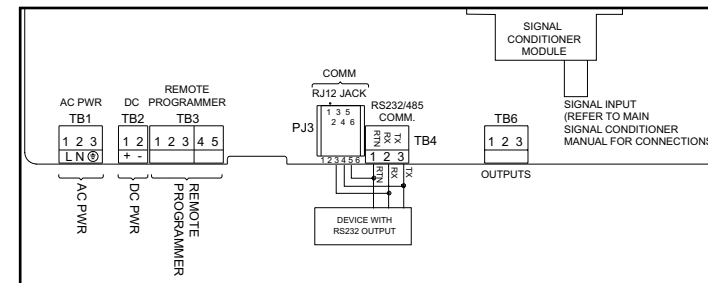 SIGNAL
CONDITIONER
MODULE
COMM
RJ12 JACK
REMOTE
PROGRAMMER
AC PWR
DC
TB1
TB2
TB3
1 3 5
2 4 6
PJ3
RS232/485
COMM.
RTN
RX
TX
TB4
TB6
SIGNAL INPUT
(REFER TO MAIN
SIGNAL CONDITIONER
MANUAL FOR CONNECTIONS
1 2 3
1 2
1 2 3 4 5
1 2 3
1 2 3
L N
+ -
1 2 3 4 5 6
RTN
RX
TX
OUTPUTS
AC PWR
DC PWR
REMOTE
PROGRAMMER
DEVICE WITH
RS232 OUTPUT